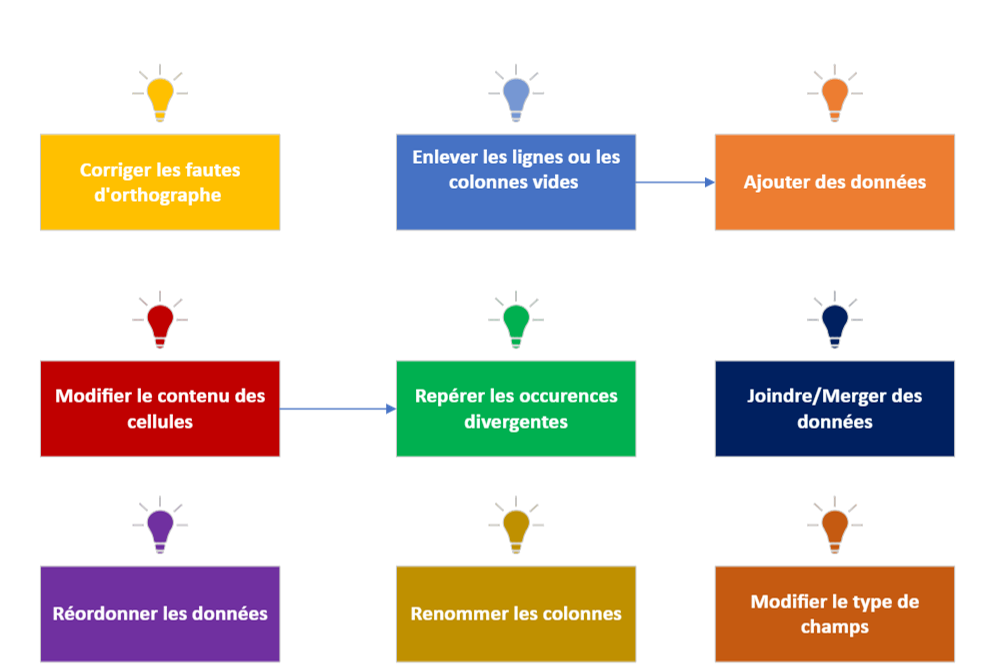 Corriger les fautes
d'orthographe
Enlever les lignes ou les
colonnes vides
Ajouter des données
Modifier le contenu des
cellules
Repérer les occurences
divergentes
Joindre/Merger des
données
Réordonner les données
Renommer les colonnes
Modifier le type de
champs